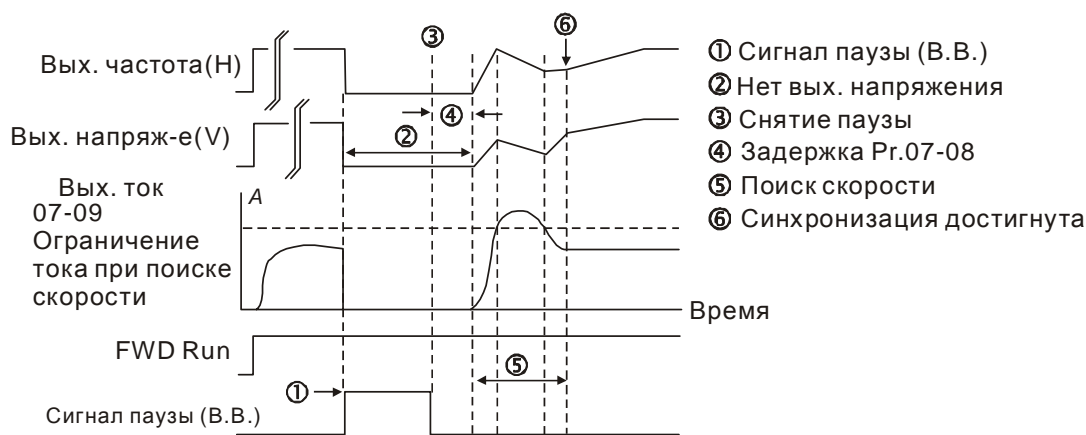 Вых. частота(H)
Вых. напряж-е(V)
Вых. ток
07-09
Ограничение
тока при поиске
скорости
A
③
⑥
④
②
Время
FWD Run
⑤
①
Сигнал паузы (B.B.)
① Сигнал паузы (B.B.)
② Нет вых. напряжения
③ Снятие паузы
④ Задержка Pr.07-08
⑤ Поиск скорости
⑥ Синхронизация достигнута